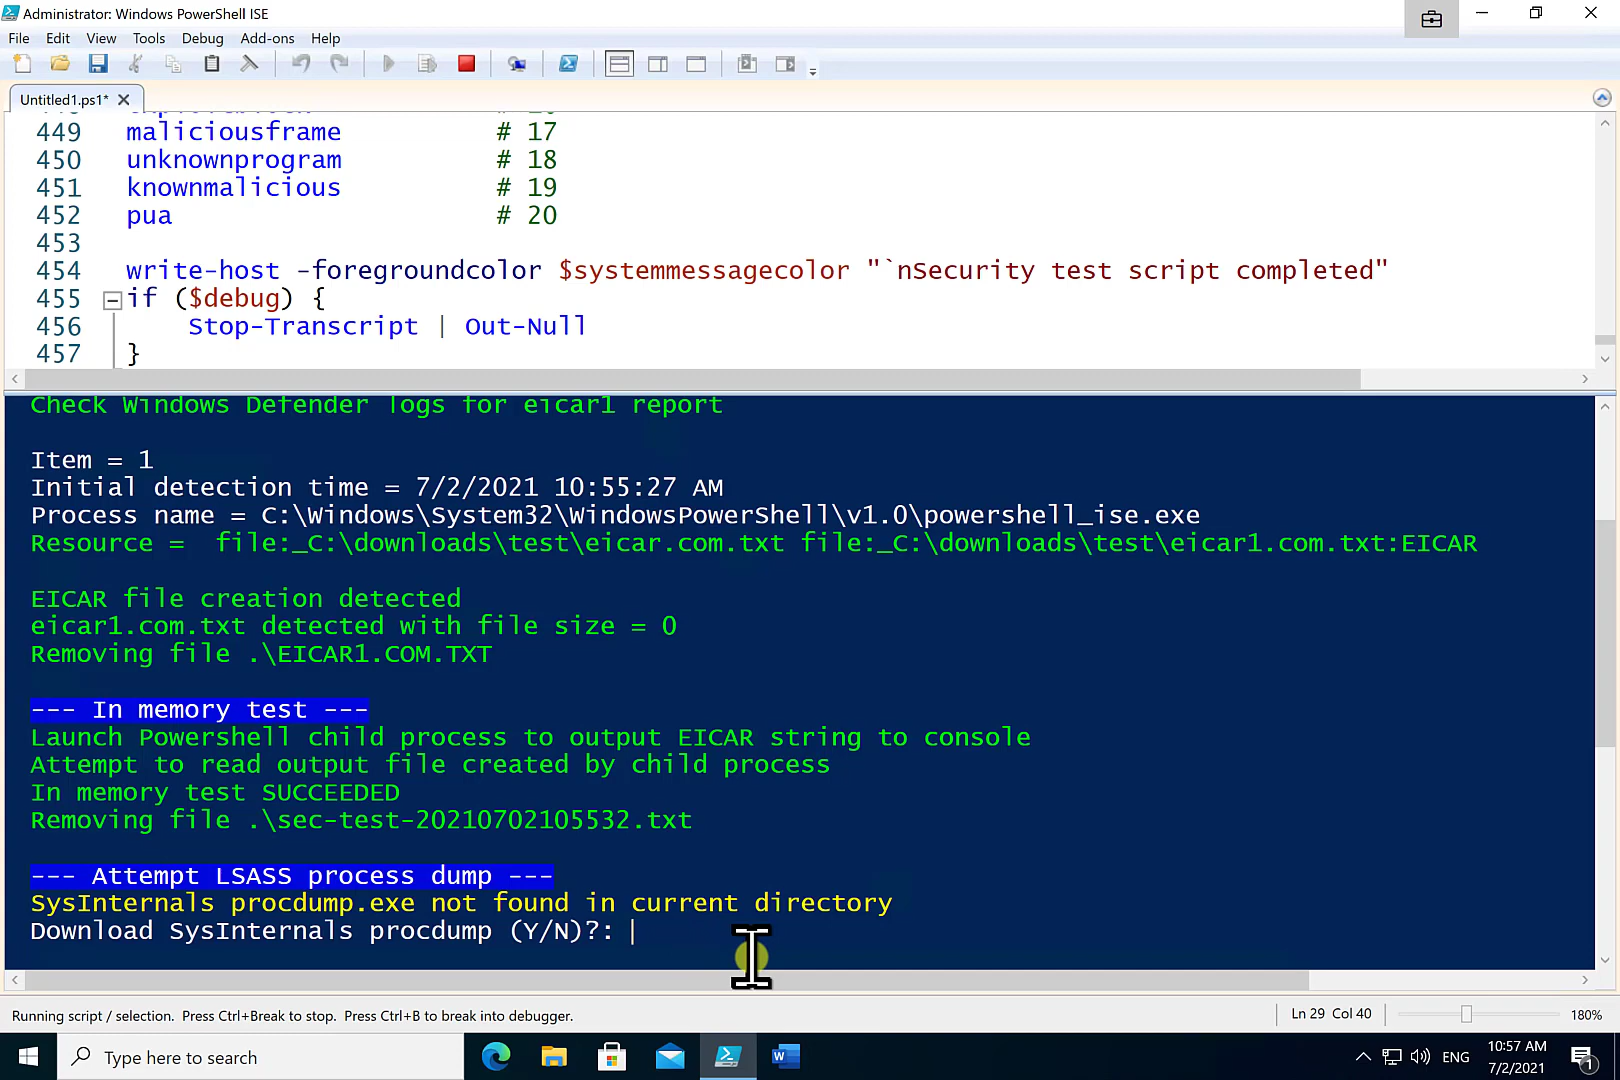 Administrator: Windows PowerShell ISE
File Edit View Tools Debug Add-ons Help
Untitled1.ps1*
449 maliciousframe # 17
450 unknownprogram # 18
451 knownmalicious # 19
452 pua # 20
453
454 write-host -foregroundcolor $systemmessagecolor "`nSecurity test script completed"
455 if ($debug) {
456 Stop-Transcript | Out-Null
457 }
Check Windows Defender logs for eicar1 report
Item = 1
Initial detection time = 7/2/2021 10:55:27 AM
Process name = C:\Windows\System32\WindowsPowerShell\v1.0\powershell_ise.exe
Resource =  file:_C:\downloads\test\eicar.com.txt file:_C:\downloads\test\eicar1.com.txt:EICAR
EICAR file creation detected
eicar1.com.txt detected with file size = 0
Removing file .\EICAR1.COM.TXT
--- In memory test ---
Launch Powershell child process to output EICAR string to console
Attempt to read output file created by child process
In memory test SUCCEEDED
Removing file .\sec-test-20210702105532.txt
--- Attempt LSASS process dump ---
SysInternals procdump.exe not found in current directory
Download SysInternals procdump (Y/N)?:
Running script / selection. Press Ctrl+Break to stop. Press Ctrl+B to break into debugger.
Ln 29 Col 40
180%
Type here to search
ENG
10:57 AM
7/2/2021
1